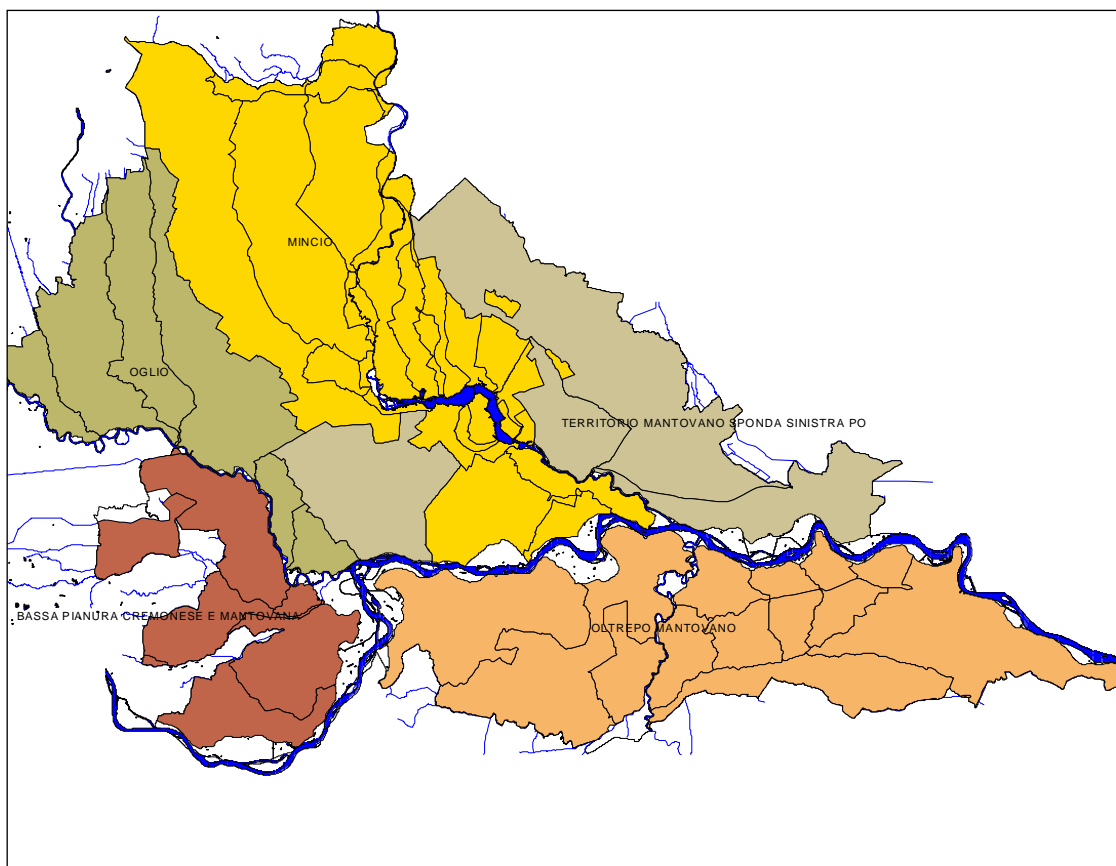 MINCIO
OGLIO
TERRITORIO MANTOVANO SPONDA SINISTRA PO
BASSA PIANURA CREMONESE E MANTOVANA
OLTREPO MANTOVANO